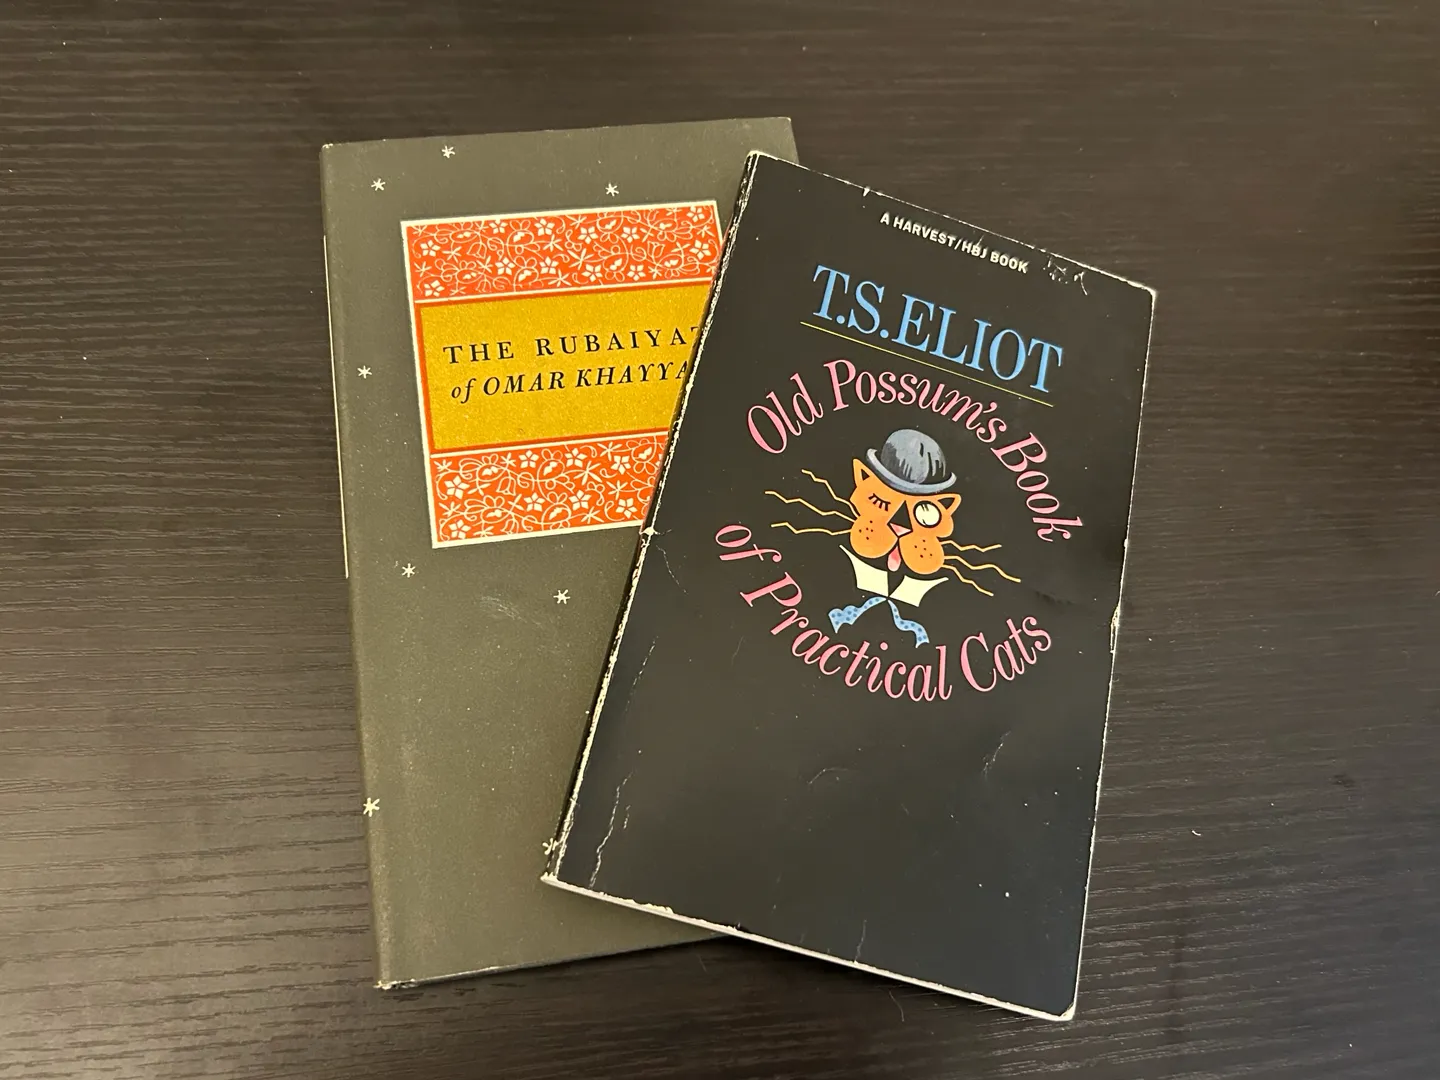 THE RUBAIYAT
of OMAR KHAYYA
A HARVEST/HBJ BOOK
T.S.ELIOT
Old Possum's Book
of Practical Cats